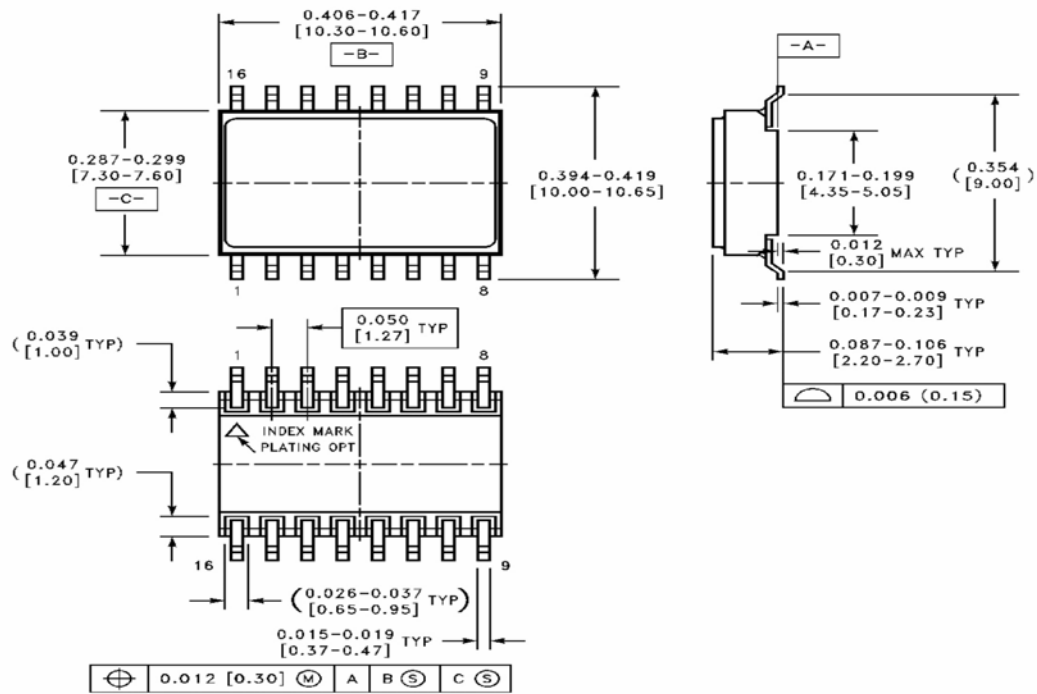 0.406-0.417
[10.30-10.60]
-B-
-A-
16
9
0.287-0.299
[7.30-7.60]
-C-
0.394-0.419
[10.00-10.65]
0.171-0.199
[4.35-5.05]
(0.354
[9.00])
0.012
[0.30] MAX TYP
1
8
0.007-0.009
[0.17-0.23] TYP
0.050
[1.27] TYP
0.087-0.106
[2.20-2.70] TYP
(0.039
[1.00] TYP)
1
8
0.006 (0.15)
INDEX MARK
PLATING OPT
(0.047
[1.20] TYP)
16
9
(0.026-0.037
[0.65-0.95] TYP)
0.015-0.019
[0.37-0.47] TYP
0.012 [0.30] Ⓜ A B Ⓢ C Ⓢ